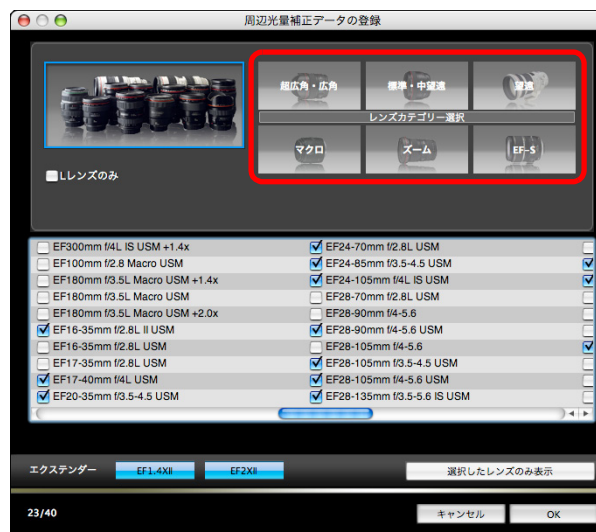 周辺光量補正データの登録
超広角・広角
標準・中望遠
望遠
レンズカテゴリー選択
マクロ
ズーム
EF-S
Lレンズのみ
EF300mm f/4L IS USM +1.4x
EF24-70mm f/2.8L USM
EF100mm f/2.8 Macro USM
EF24-85mm f/3.5-4.5 USM
EF180mm f/3.5L Macro USM +1.4x
EF24-105mm f/4L IS USM
EF180mm f/3.5L Macro USM
EF28-70mm f/2.8L USM
EF180mm f/3.5L Macro USM +2.0x
EF28-90mm f/4-5.6
EF16-35mm f/2.8L II USM
EF28-90mm f/4-5.6 USM
EF16-35mm f/2.8L USM
EF28-105mm f/4-5.6
EF17-35mm f/2.8L USM
EF28-105mm f/3.5-4.5 USM
EF17-40mm f/4L USM
EF28-105mm f/4-5.6 USM
EF20-35mm f/3.5-4.5 USM
EF28-135mm f/3.5-5.6 IS USM
エクステンダー
EF1.4XII
EF2XII
選択したレンズのみ表示
23/40
キャンセル
OK